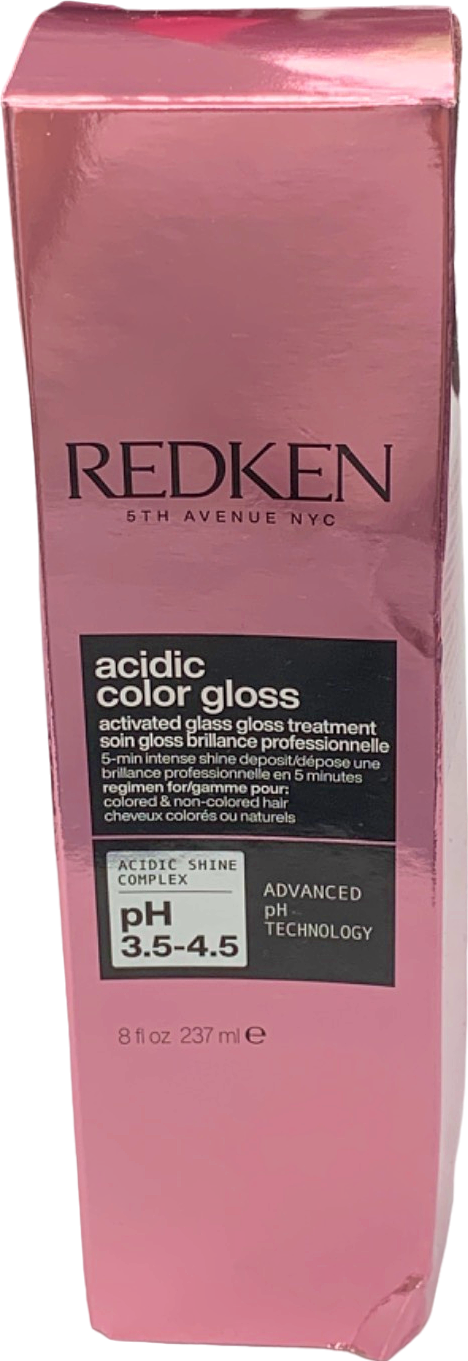 REDKEN
5TH AVENUE NYC
acidic
color gloss
activated glass gloss treatment
soin gloss brillance professionnelle
5-min intense shine deposit/dépose une
brillance professionnelle en 5 minutes
regimen for/gamme pour:
colored & non-colored hair
cheveux colorés ou naturels
ACIDIC SHINE
COMPLEX
pH
3.5-4.5
ADVANCED
pH
TECHNOLOGY
8 fl oz 237 ml ℮